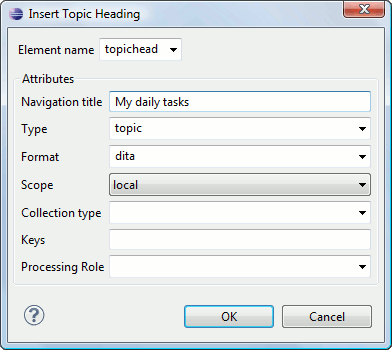 Insert Topic Heading
Element name topichead
Attributes
Navigation title My daily tasks
Type topic
Format dita
Scope local
Collection type
Keys
Processing Role
? OK Cancel